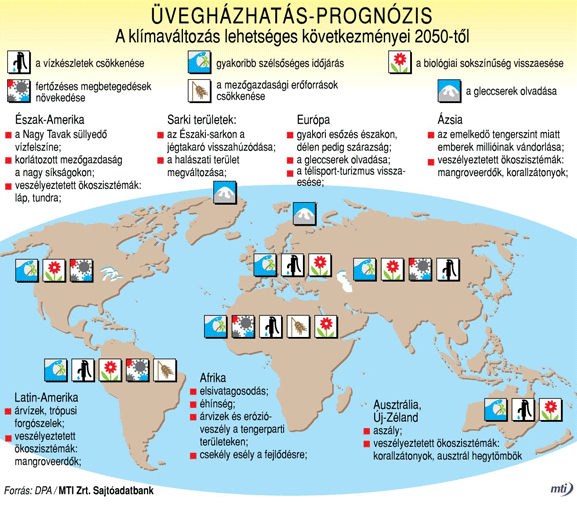 ÜVEGHÁZHATÁS-PROGNÓZIS
A klímaváltozás lehetséges következményei 2050-től
a vízkészletek csökkenése
gyakoribb szélsőséges időjárás
a biológiai sokszínűség visszaesése
fertőzéses megbetegedések
növekedése
a mezőgazdasági erőforrások
csökkenése
a gleccserek olvadása
Észak-Amerika
a Nagy Tavak süllyedő
vízfelszíne;
korlátozott mezőgazdaság
a nagy síkságokon;
veszélyeztetett ökoszisztémák:
láp, tundra;
Sarki területek:
az Északi-sarkon a
jégtakaró visszahúzódása;
a halászati terület
megváltozása;
Európa
gyakori esőzés északon,
délen pedig szárazság;
a gleccserek olvadása;
a télisport-turizmus vissza-
esése;
Ázsia
az emelkedő tengerszint miatt
emberek millióinak vándorlása;
veszélyeztetett ökoszisztémák:
mangroveerdők, korallzátonyok;
Latin-Amerika
árvizek, trópusi
forgószelek;
veszélyeztetett
ökoszisztémák:
mangroveerdők;
Afrika
elsivatagosodás;
éhínség;
árvizek és erózió-
veszély a tengerparti
területeken;
csekély esély a fejlődésre;
Ausztrália,
Új-Zéland
aszály;
veszélyeztetett ökoszisztémák:
korallzátonyok, ausztrál hegytömbök
Forrás: DPA / MTI Zrt. Sajtóadatbank
mti